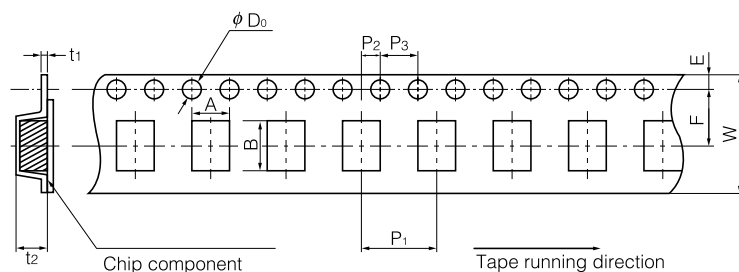 ϕ D₀
t₁
P₂
P₃
E
A
B
F
W
t₂
P₁
Chip component
Tape running direction